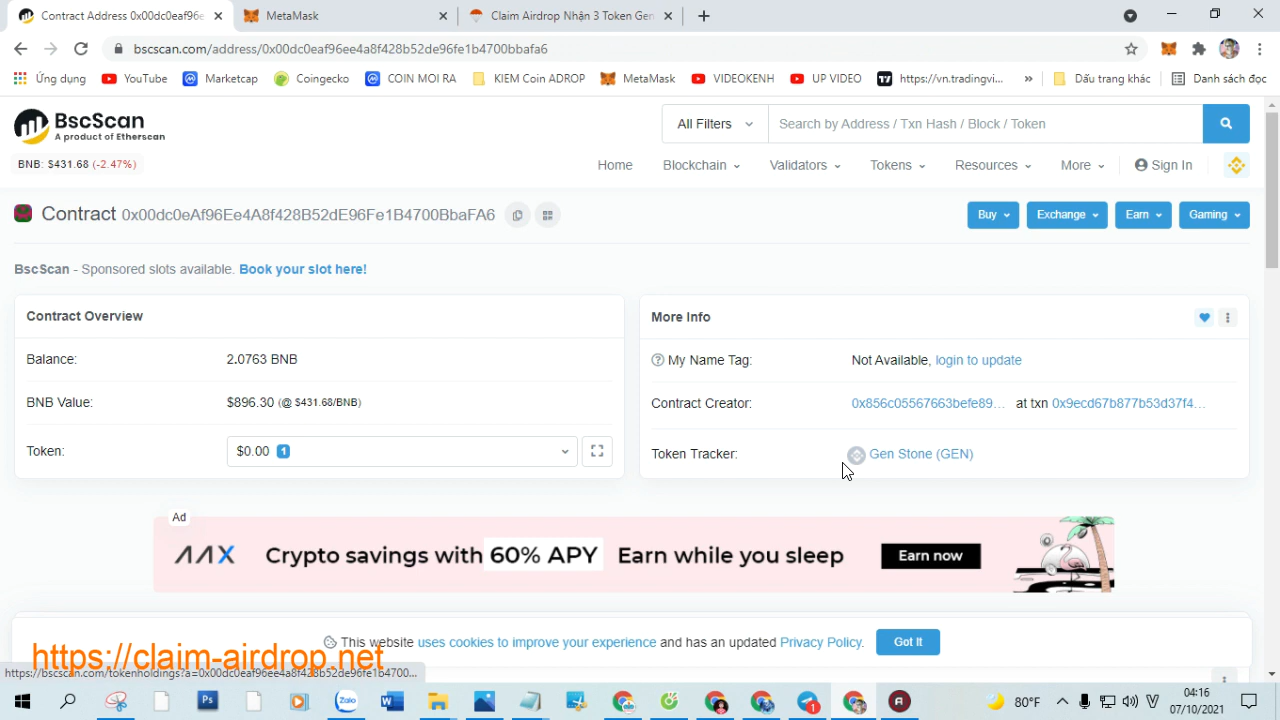 Contract Address 0x00dc0eaf96e
MetaMask
Claim Airdrop Nhận 3 Token Gen
bscscan.com/address/0x00dc0eaf96ee4a8f428b52de96fe1b4700bbafa6
Ứng dụng YouTube Marketcap Coingecko COIN MOI RA KIEM Coin ADROP MetaMask VIDEOKENH UP VIDEO https://vn.tradingvi... » Dấu trang khác Danh sách đọc
BscScan
A product of Etherscan
All Filters Search by Address / Txn Hash / Block / Token
BNB: $431.68 (-2.47%)
Home Blockchain Validators Tokens Resources More Sign In
Contract 0x00dc0eAf96Ee4A8f428B52dE96Fe1B4700BbaFA6
Buy Exchange Earn Gaming
BscScan - Sponsored slots available. Book your slot here!
Contract Overview
Balance: 2.0763 BNB
BNB Value: $896.30 (@ $431.68/BNB)
Token: $0.00 1
More Info
My Name Tag: Not Available, login to update
Contract Creator: 0x856c05567663befe89... at txn 0x9ecd67b877b53d37f4...
Token Tracker: Gen Stone (GEN)
Ad
AAX Crypto savings with 60% APY Earn while you sleep Earn now
This website uses cookies to improve your experience and has an updated Privacy Policy. Got It
https://claim-airdrop.net
https://bscscan.com/tokenholdings?a=0x00dc0eaf96ee4a8f428b52de96fe1b4700...
Ps Zalo W 1 80°F V 04:16
07/10/2021